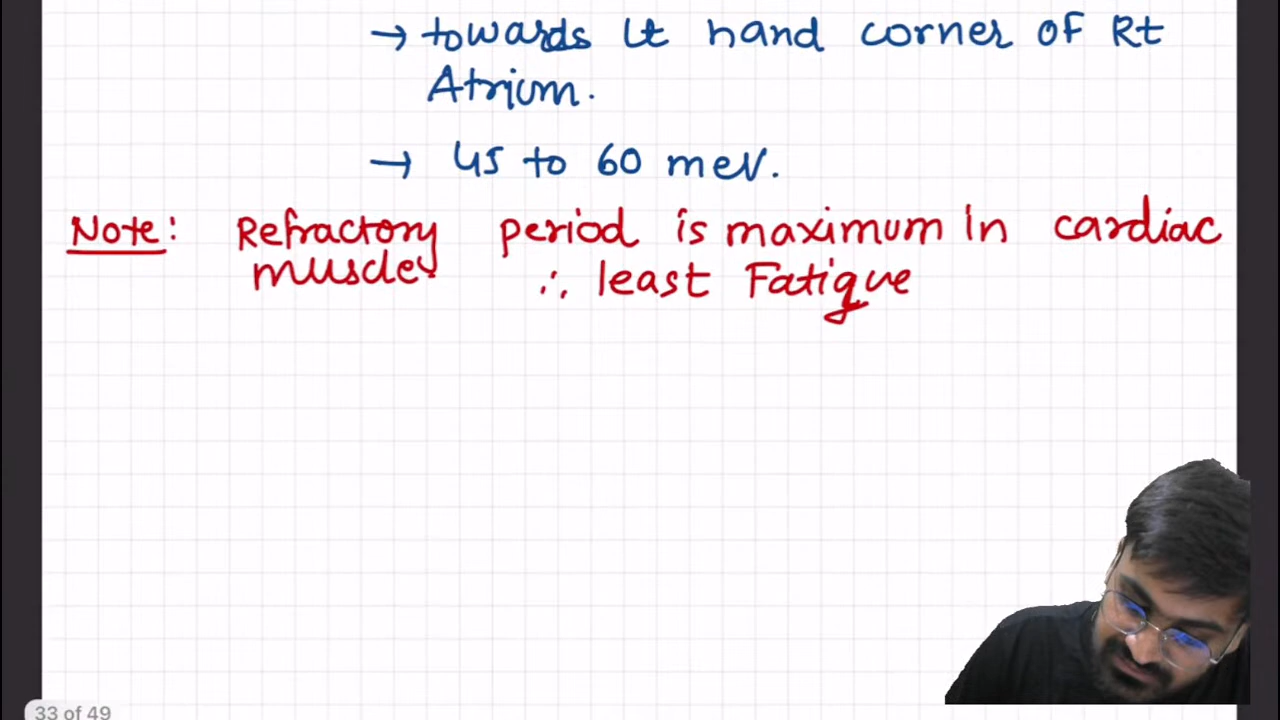 → towards Lt hand corner of Rt
Atrium.
→ 45 to 60 mev.
Note: Refractory period is maximum in cardiac
muscle. ∴ least Fatigue
33 of 49